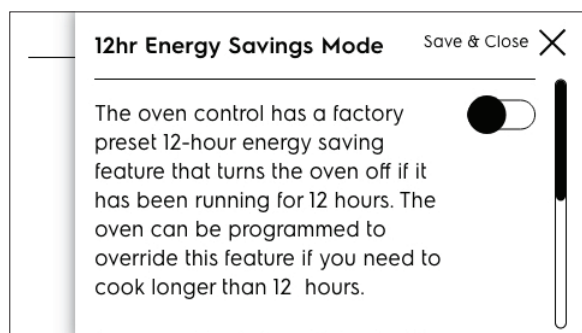 12hr Energy Savings Mode Save & Close
The oven control has a factory
preset 12-hour energy saving
feature that turns the oven off if it
has been running for 12 hours. The
oven can be programmed to
override this feature if you need to
cook longer than 12  hours.